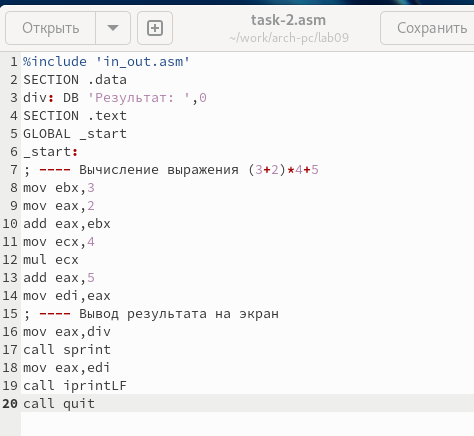 Открыть
task-2.asm
~/work/arch-pc/lab09
Сохранить
1 %include 'in_out.asm'
2 SECTION .data
3 div: DB 'Результат: ',0
4 SECTION .text
5 GLOBAL _start
6 _start:
7 ; ---- Вычисление выражения (3+2)*4+5
8 mov ebx,3
9 mov eax,2
10 add eax,ebx
11 mov ecx,4
12 mul ecx
13 add eax,5
14 mov edi,eax
15 ; ---- Вывод результата на экран
16 mov eax,div
17 call sprint
18 mov eax,edi
19 call iprintLF
20 call quit